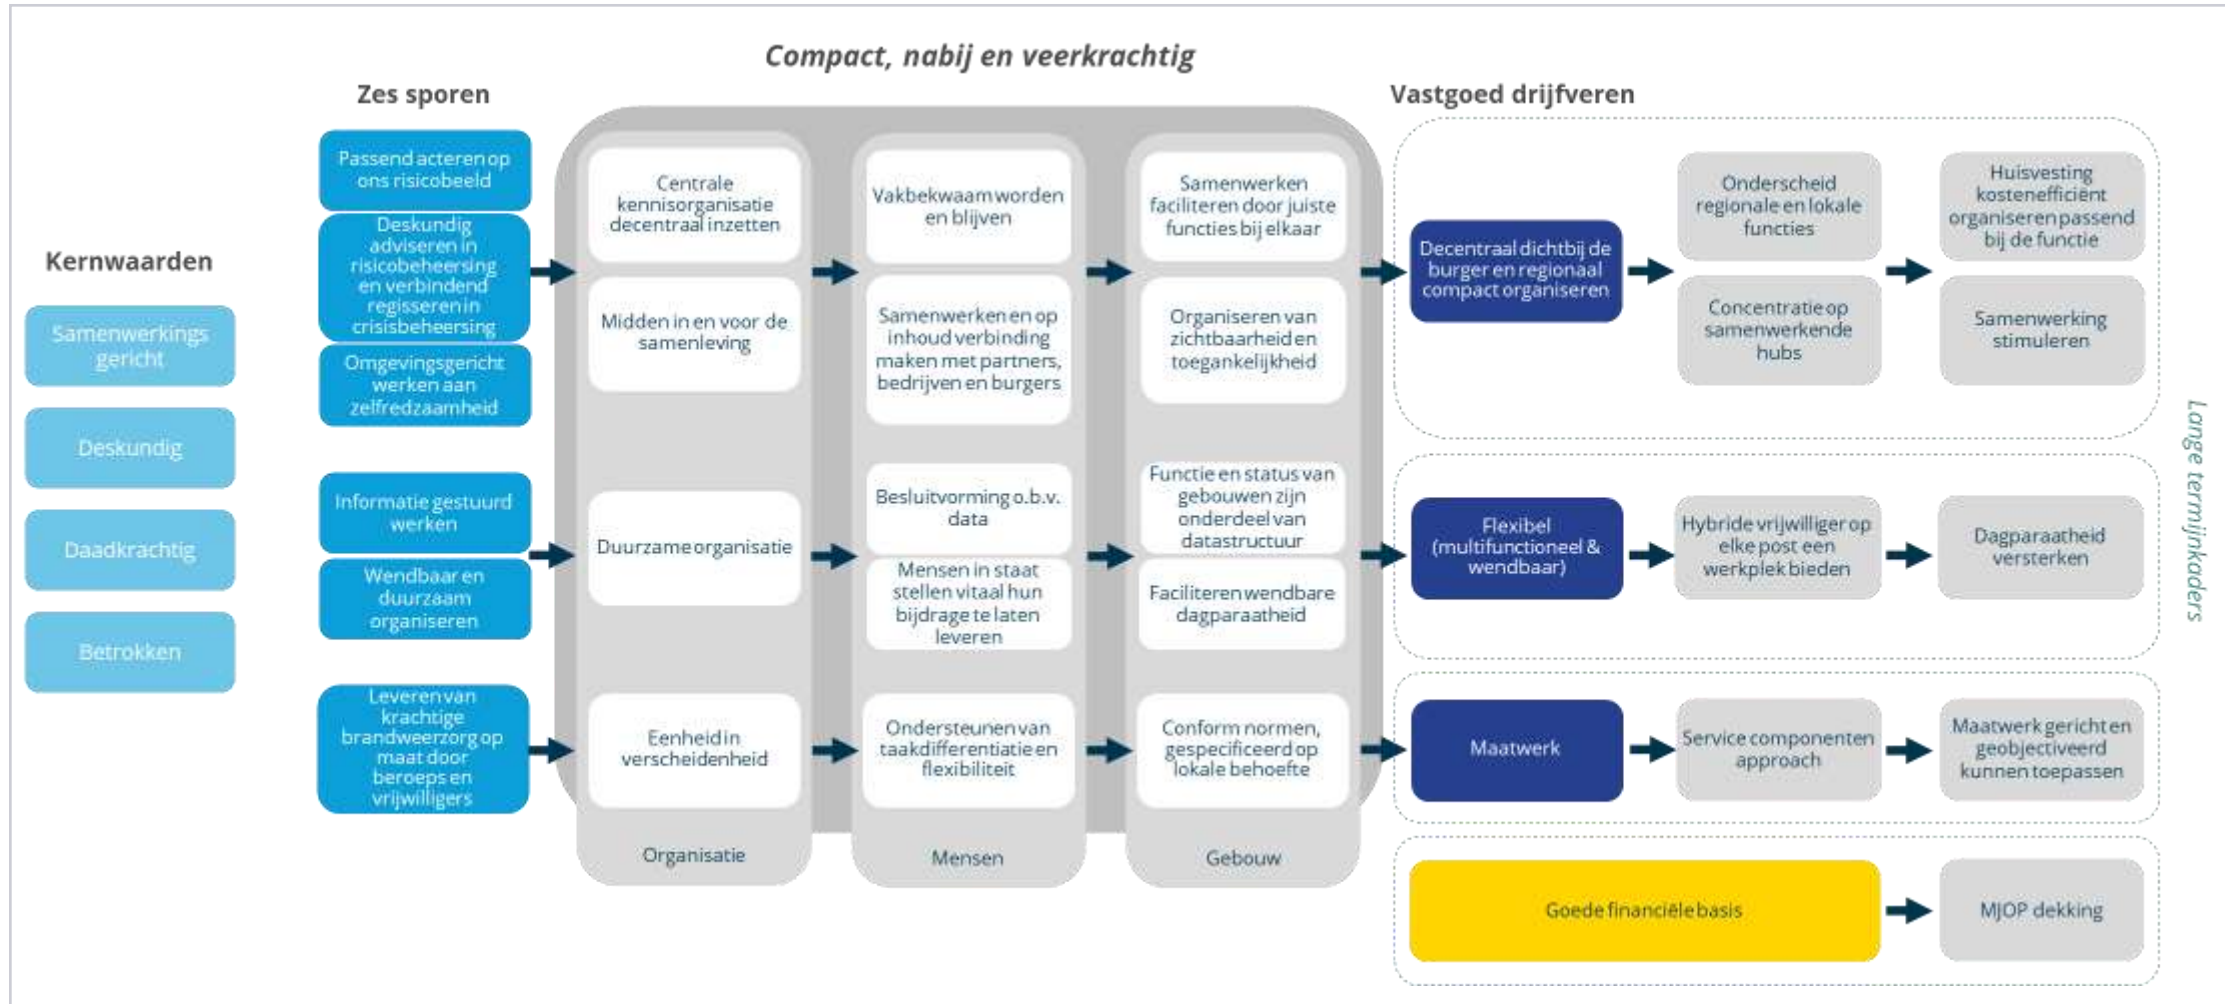 Compact, nabij en veerkrachtig
Kernwaarden
Samenwerkings
gericht
Deskundig
Daadkrachtig
Betrokken
Zes sporen
Passend acteren op
ons risicobeeld
Deskundig
adviseren in
risicobeheersing
en verbindend
regisseren in
crisisbeheersing
Omgevingsgericht
werken aan
zelfredzaamheid
Informatie gestuurd
werken
Wendbaar en
duurzaam
organiseren
Leveren van
krachtige
brandweerzorg op
maat door
beroeps en
vrijwilligers
Centrale
kennisorganisatie
decentraal inzetten
Midden in en voor de
samenleving
Duurzame organisatie
Eenheid in
verscheidenheid
Organisatie
Vakbekwaam worden
en blijven
Samenwerken en op
inhoud verbinding
maken met partners,
bedrijven en burgers
Besluitvorming o.b.v.
data
Mensen in staat
stellen vitaal hun
bijdrage te laten
leveren
Ondersteunen van
taakdifferentiatie en
flexibiliteit
Mensen
Samenwerken
faciliteren door juiste
functies bij elkaar
Organiseren van
zichtbaarheid en
toegankelijkheid
Functie en status van
gebouwen zijn
onderdeel van
datastructuur
Faciliteren wendbare
dagparaatheid
Conform normen,
gespecificeerd op
lokale behoefte
Gebouw
Vastgoed drijfveren
Decentraal dichtbij de
burger en regionaal
compact organiseren
Onderscheid
regionale en lokale
functies
Concentratie op
samenwerkende
hubs
Huisvesting
kostenefficiënt
organiseren passend
bij de functie
Samenwerking
stimuleren
Flexibel
(multifunctioneel &
wendbaar)
Hybride vrijwilliger op
elke post een
werkplek bieden
Dagparaatheid
versterken
Maatwerk
Service componenten
approach
Maatwerk gericht en
geobjectiveerd
kunnen toepassen
Goede financiële basis
MJOP dekking
Lange termijnkaders